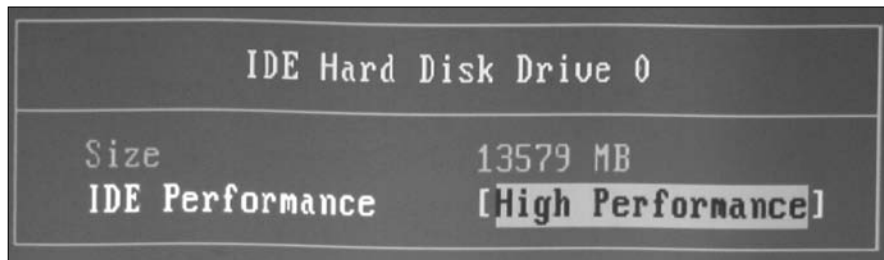 IDE Hard Disk Drive 0
Size 13579 MB
IDE Performance [High Performance]